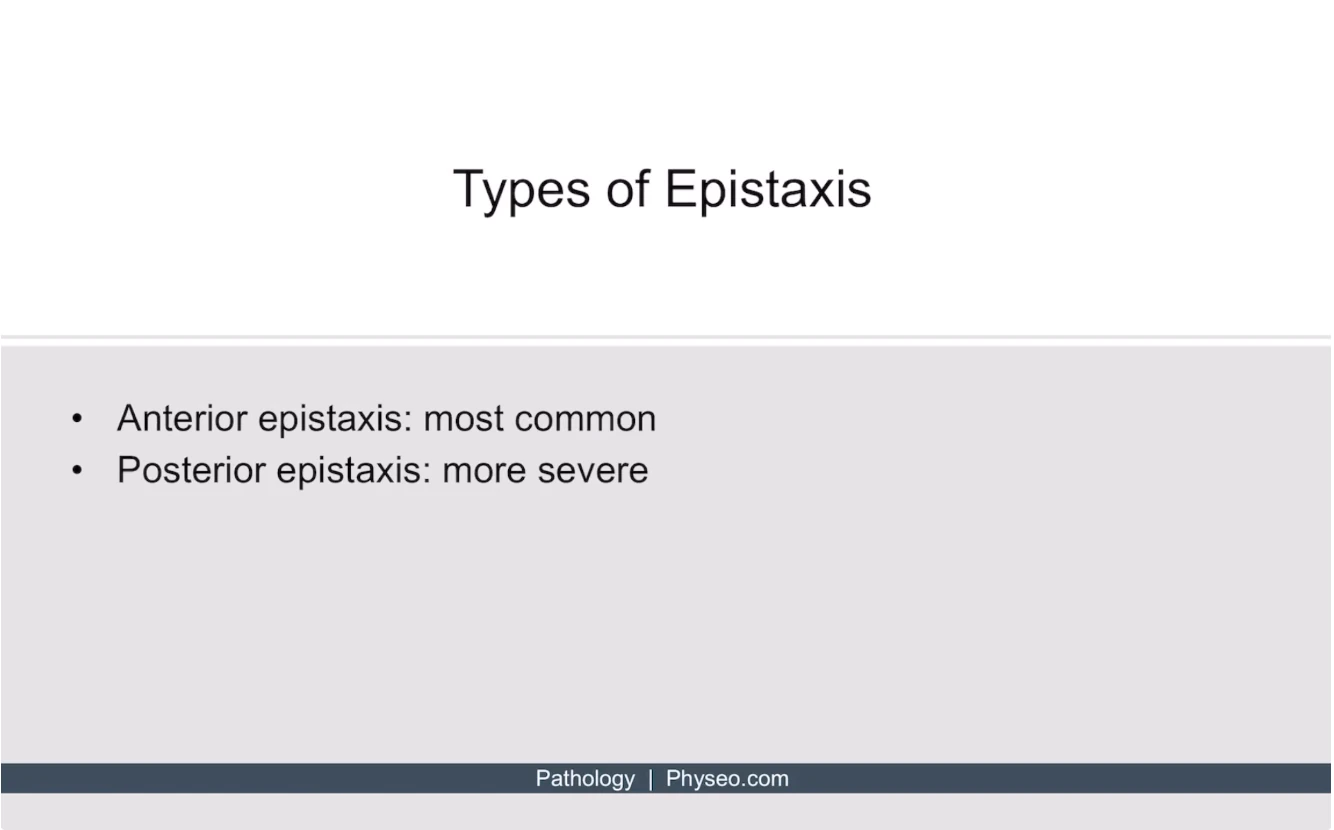 Types of Epistaxis
• Anterior epistaxis: most common
• Posterior epistaxis: more severe
Pathology | Physeo.com